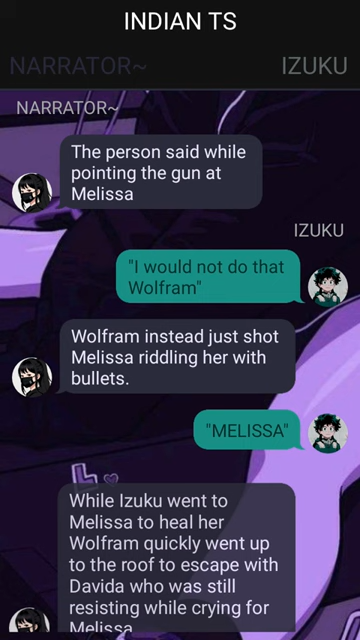 INDIAN TS
NARRATOR~ IZUKU
NARRATOR~
The person said while
pointing the gun at
Melissa
IZUKU
"I would not do that
Wolfram"
Wolfram instead just shot
Melissa riddling her with
bullets.
"MELISSA"
While Izuku went to
Melissa to heal her
Wolfram quickly went up
to the roof to escape with
Davida who was still
resisting while crying for
Melissa